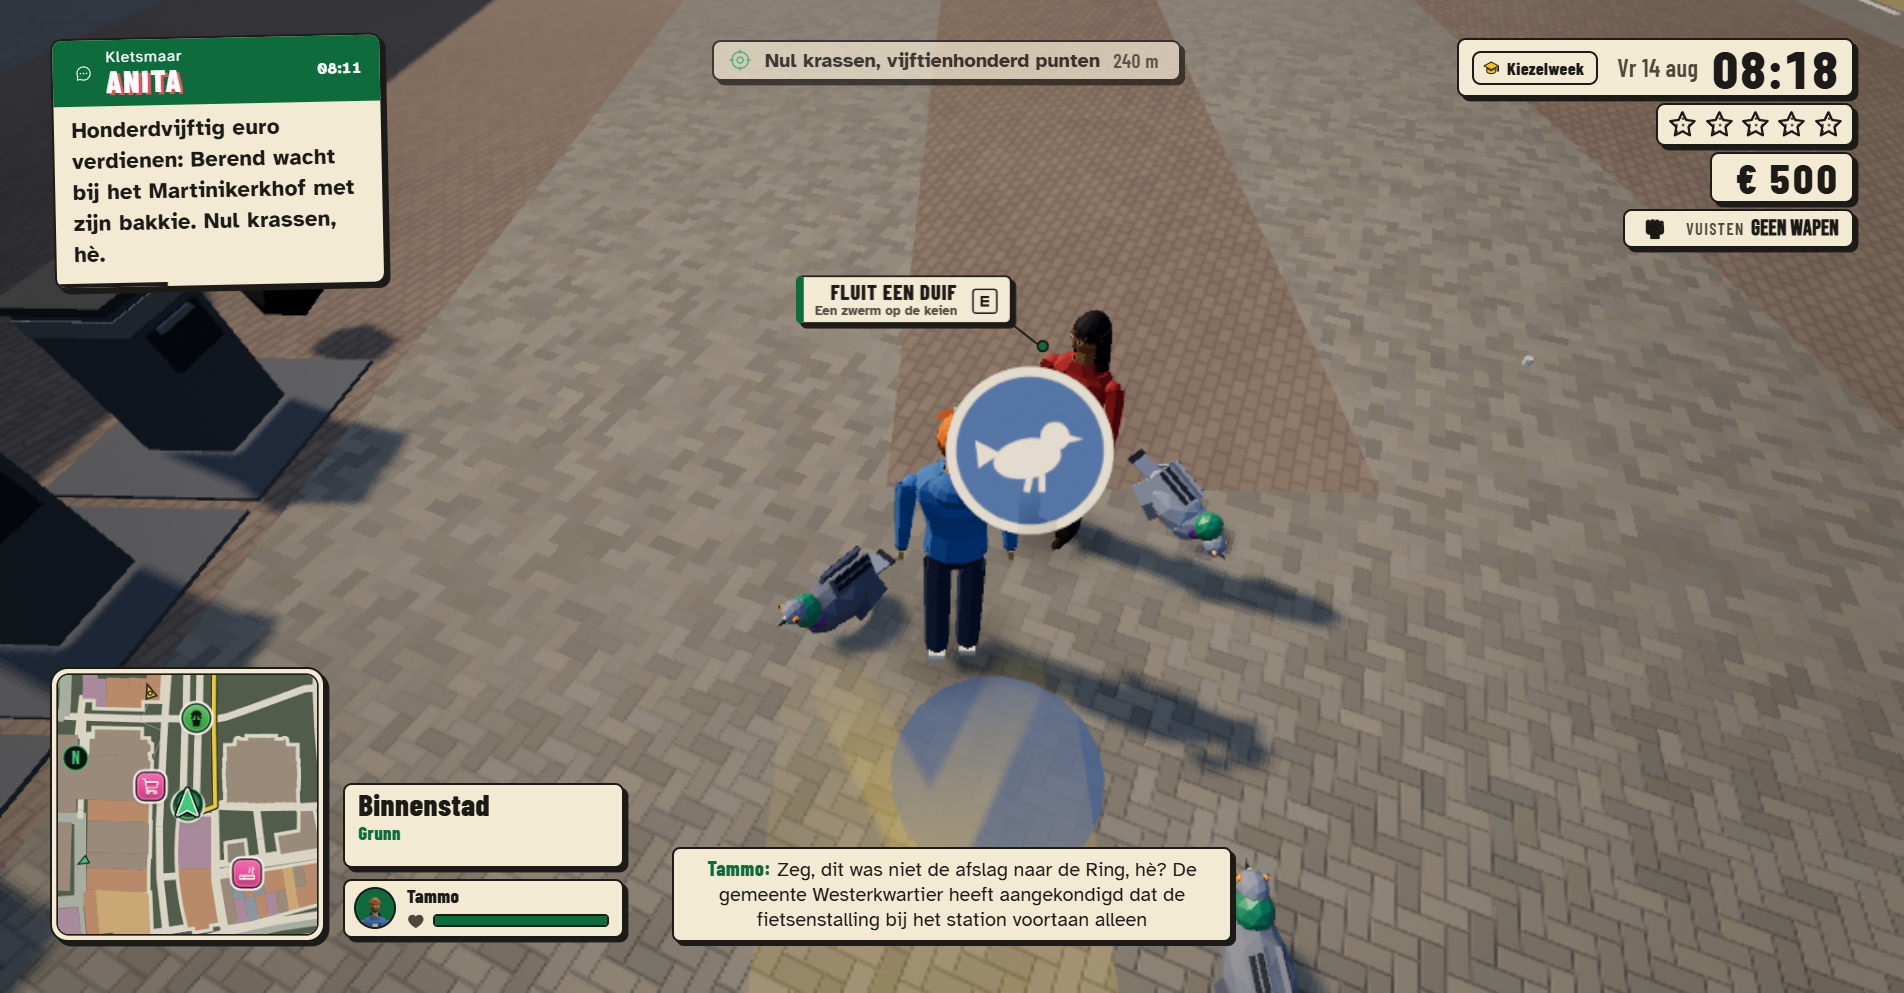 Kletsmaar
ANITA
08:11
Honderdvijftig euro
verdienen: Berend wacht
bij het Martinikerkhof met
zijn bakkie. Nul krassen,
hè.
Nul krassen, vijftienhonderd punten 240 m
Kiezelweek
Vr 14 aug 08:18
€ 500
VUISTEN GEEN WAPEN
FLUIT EEN DUIF
Een zwerm op de keien
E
N
Binnenstad
Grunn
Tammo
Tammo: Zeg, dit was niet de afslag naar de Ring, hè? De
gemeente Westerkwartier heeft aangekondigd dat de
fietsenstalling bij het station voortaan alleen